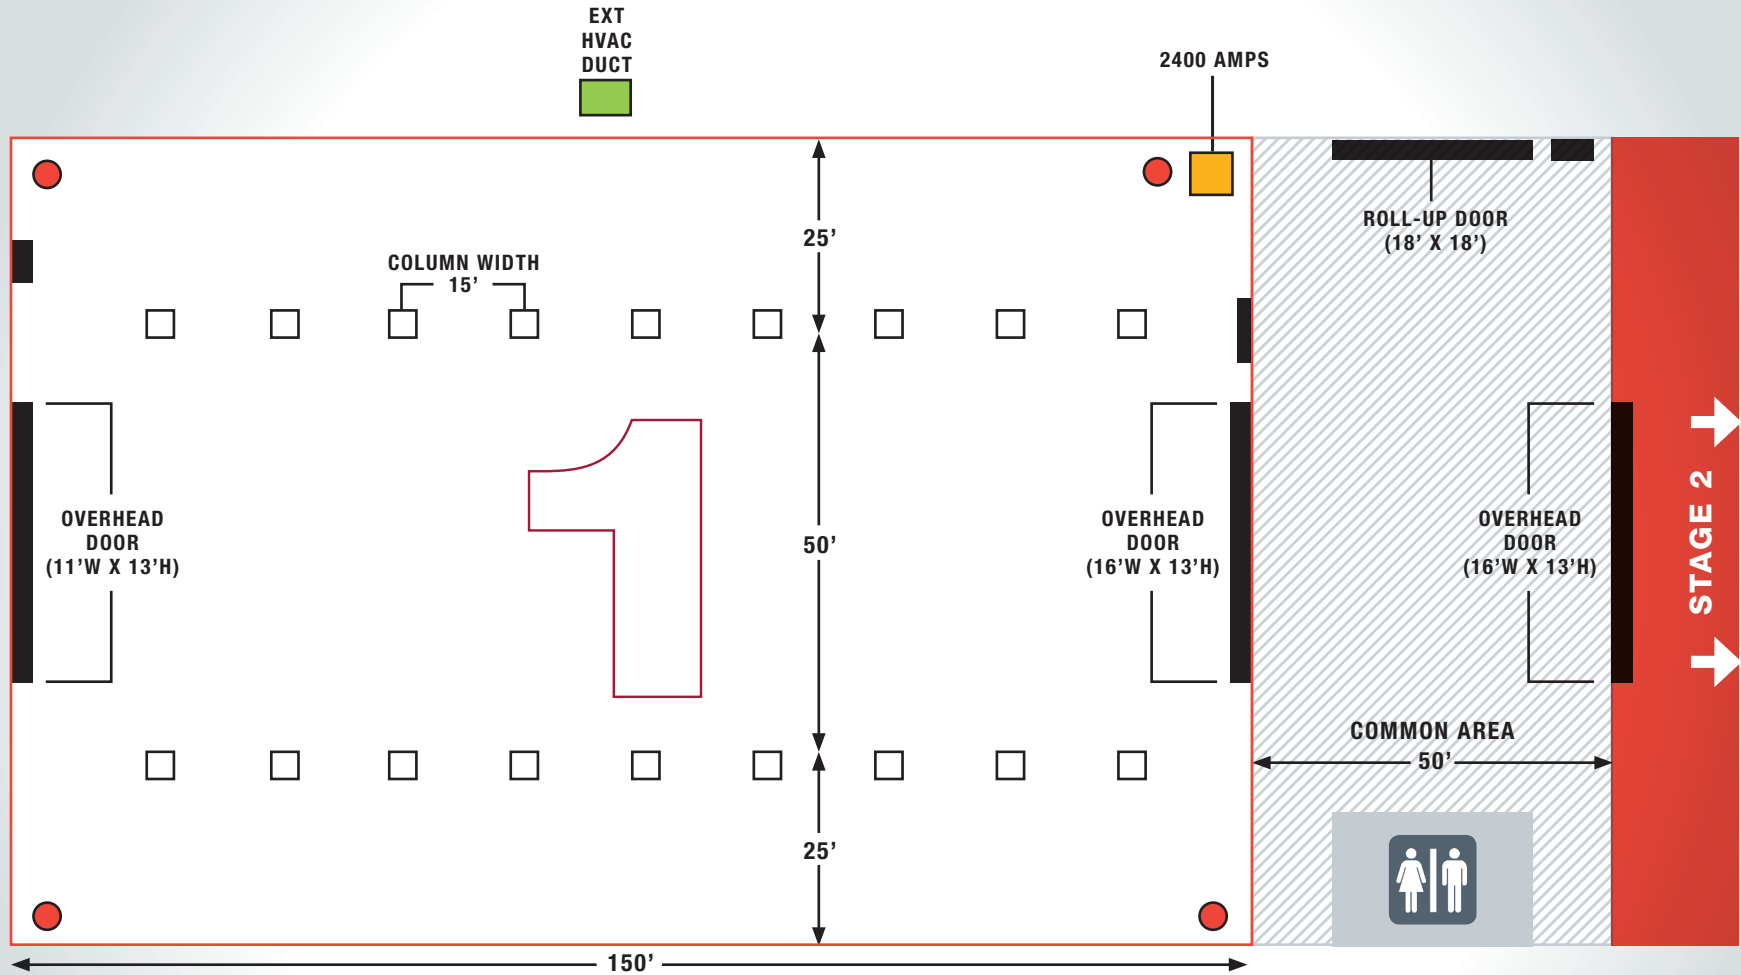 EXT
HVAC
DUCT
2400 AMPS
25’
COLUMN WIDTH
15’
ROLL-UP DOOR
(18’ X 18’)
1
OVERHEAD
DOOR
(11’W X 13’H)
50’
OVERHEAD
DOOR
(16’W X 13’H)
OVERHEAD
DOOR
(16’W X 13’H)
STAGE 2
COMMON AREA
50’
25’
150’